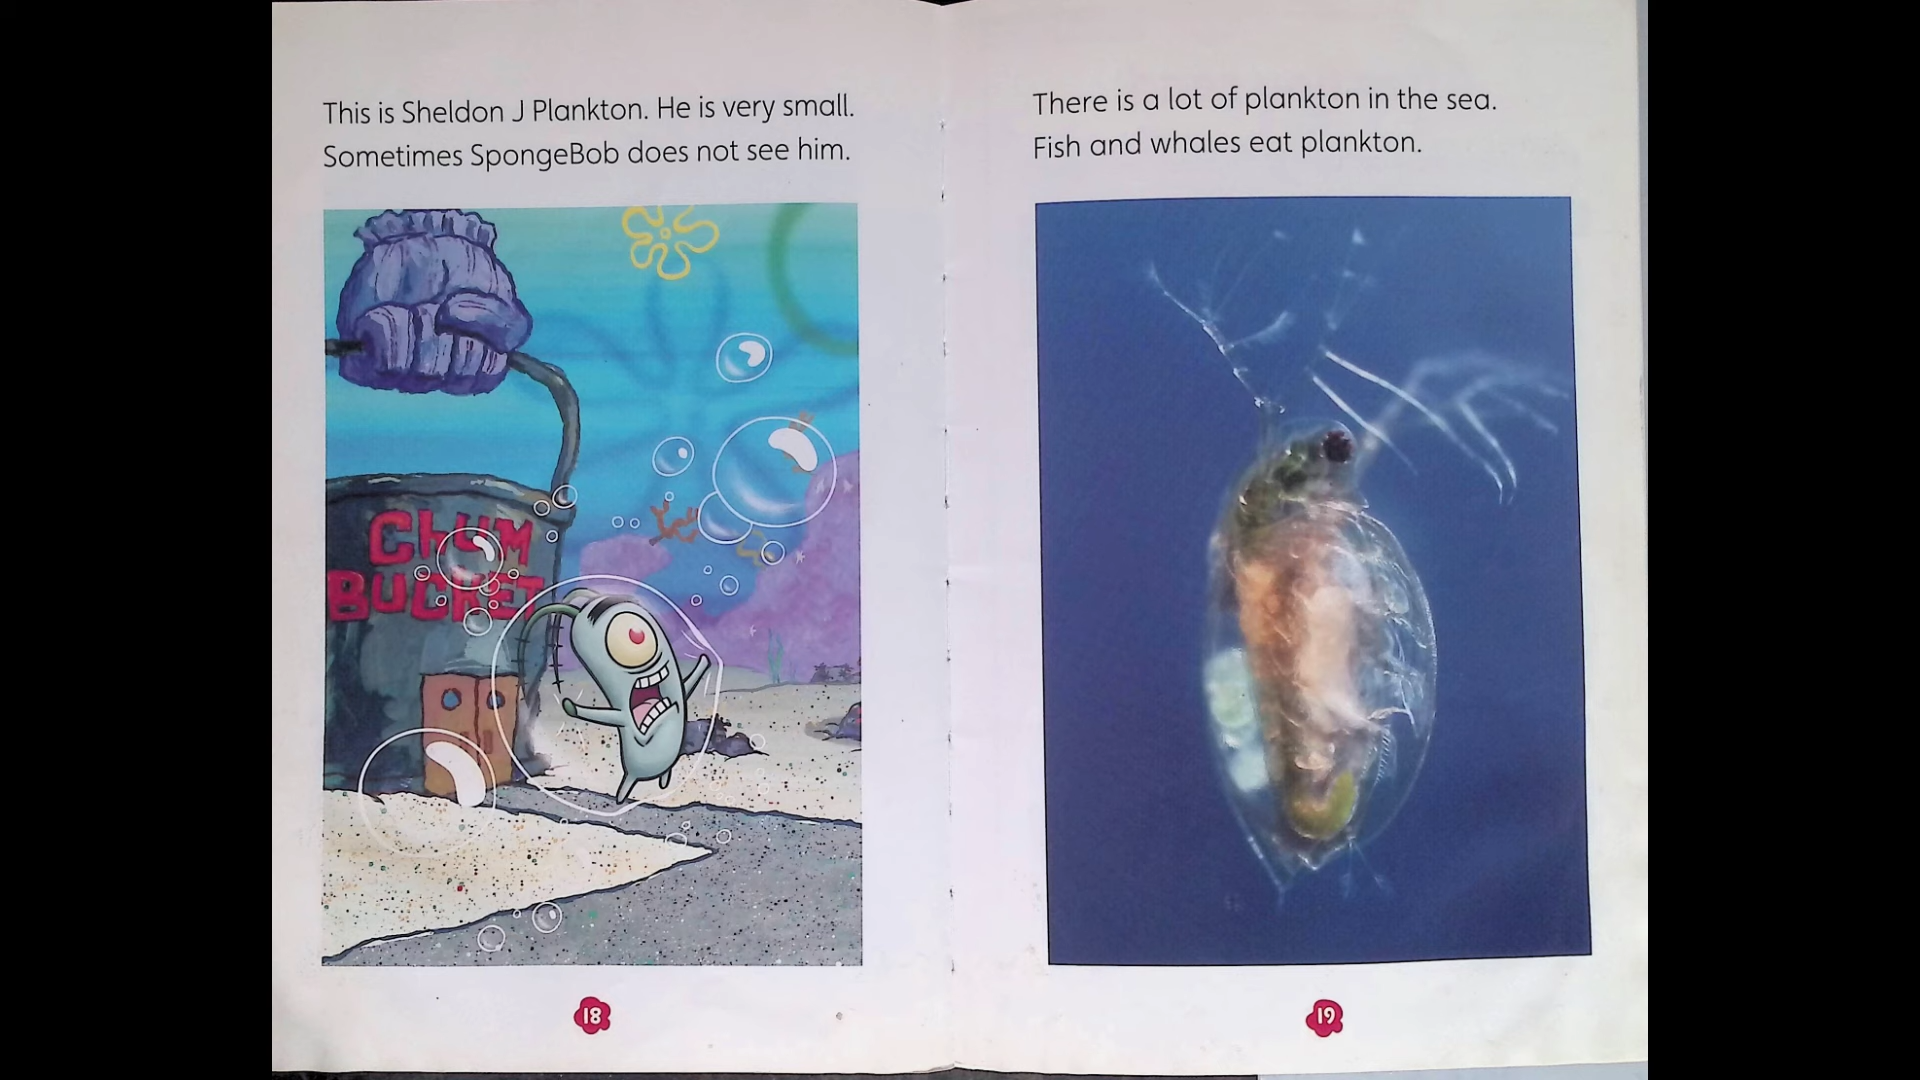 This is Sheldon J Plankton. He is very small.
Sometimes SpongeBob does not see him.
CHUM
BUCKET
18
There is a lot of plankton in the sea.
Fish and whales eat plankton.
19